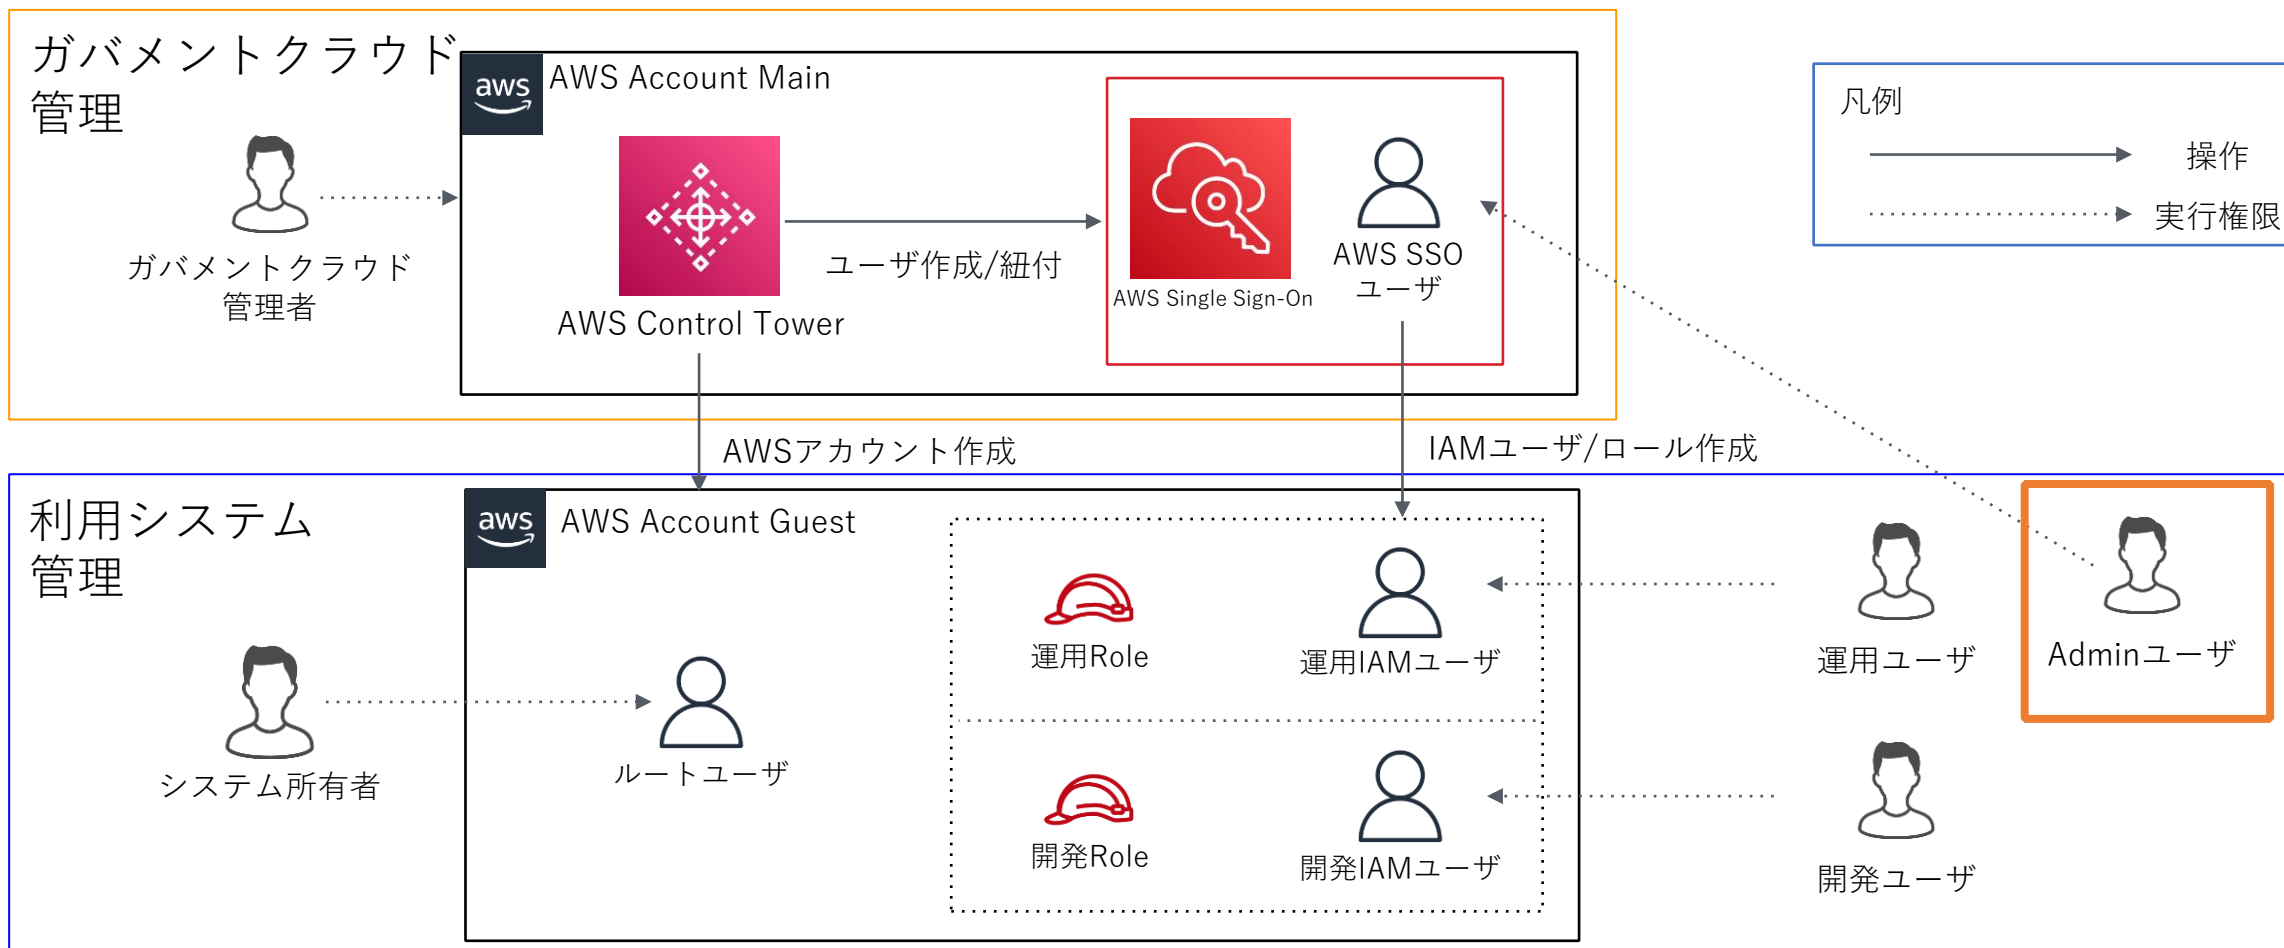 ガバメントクラウド
管理
aws
AWS Account Main
ガバメントクラウド
管理者
AWS Control Tower
ユーザ作成/紐付
AWS Single Sign-On
AWS SSO
ユーザ
凡例
操作
実行権限
AWSアカウント作成
IAMユーザ/ロール作成
利用システム
管理
aws
AWS Account Guest
システム所有者
ルートユーザ
運用Role
運用IAMユーザ
開発Role
開発IAMユーザ
運用ユーザ
Adminユーザ
開発ユーザ